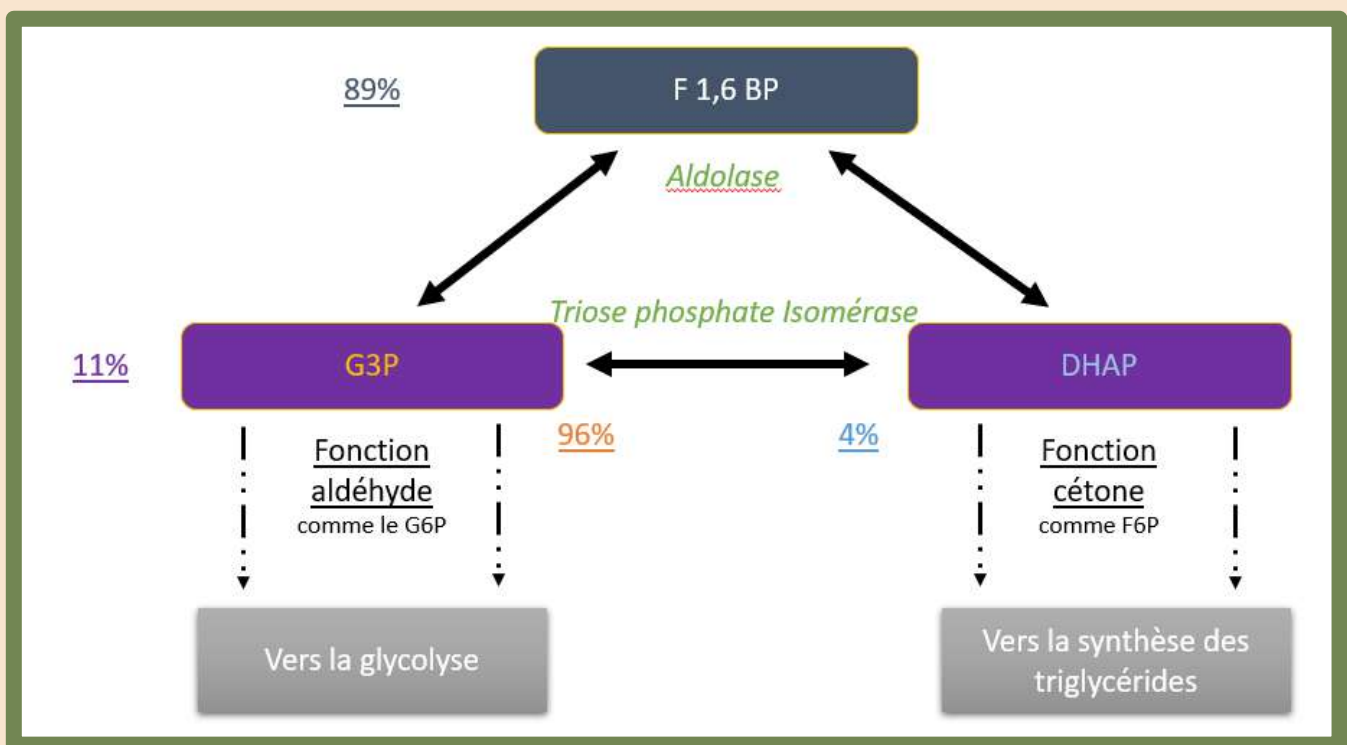 89%
F 1,6 BP
Aldolase
Triose phosphate Isomérase
11%
G3P
DHAP
96%
4%
Fonction
aldéhyde
comme le G6P
Fonction
cétone
comme F6P
Vers la glycolyse
Vers la synthèse des
triglycérides